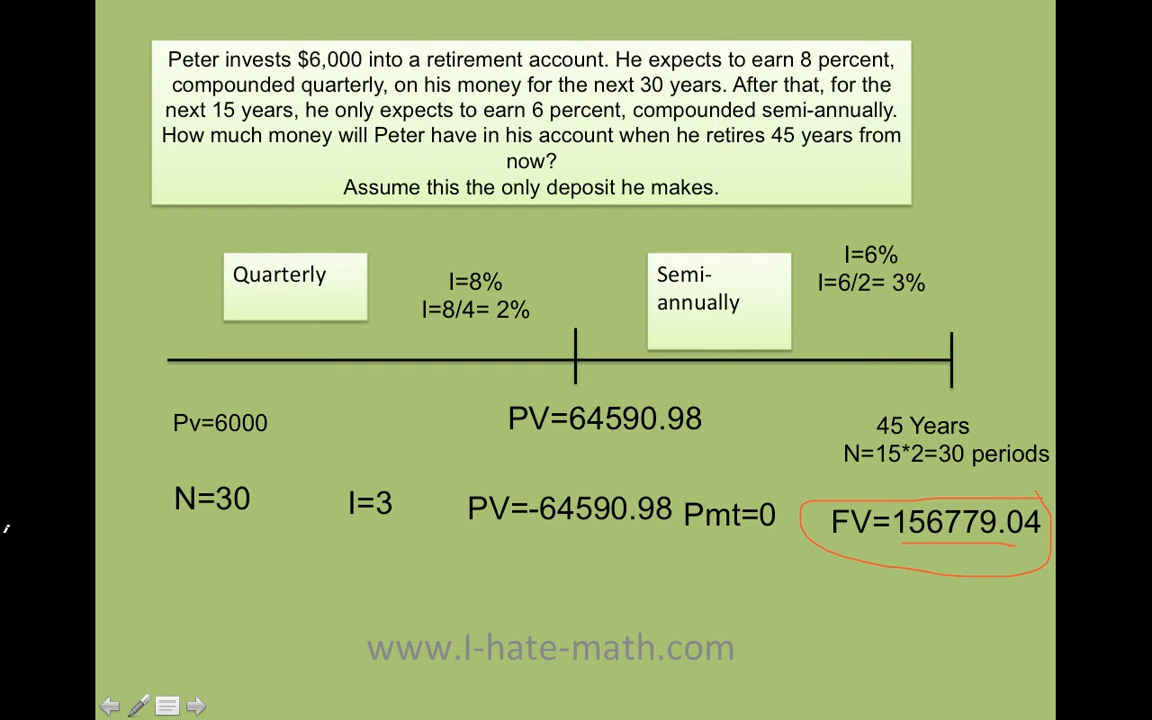 Peter invests $6,000 into a retirement account. He expects to earn 8 percent,
compounded quarterly, on his money for the next 30 years. After that, for the
next 15 years, he only expects to earn 6 percent, compounded semi-annually.
How much money will Peter have in his account when he retires 45 years from
now?
Assume this the only deposit he makes.
Quarterly
I=8%
I=8/4= 2%
Semi-
annually
I=6%
I=6/2= 3%
Pv=6000
PV=64590.98
45 Years
N=15*2=30 periods
N=30
I=3
PV=-64590.98
Pmt=0
FV=156779.04
www.I-hate-math.com